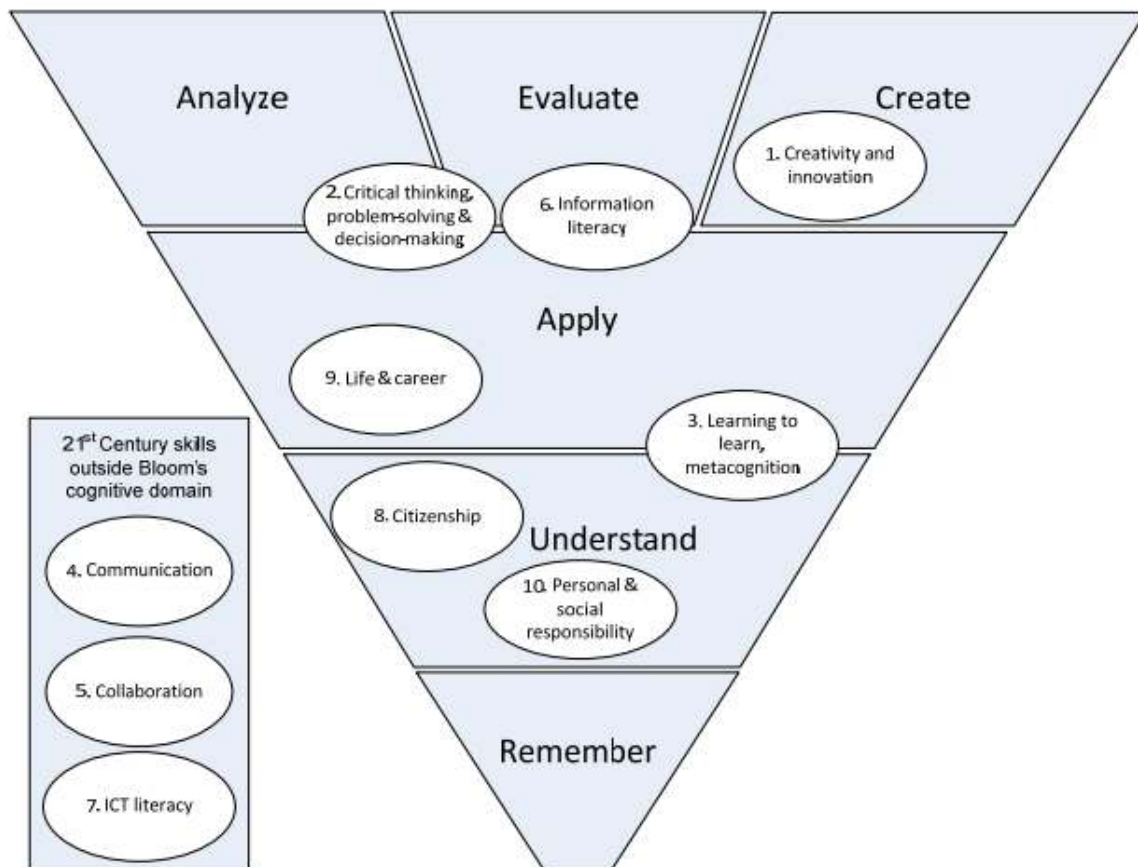 Analyze
Evaluate
Create
1. Creativity and
innovation
2. Critical thinking,
problem-solving &
decision-making
6. Information
literacy
Apply
9. Life & career
3. Learning to
learn,
metacognition
21st Century skills
outside Bloom's
cognitive domain
4. Communication
5. Collaboration
7. ICT literacy
8. Citizenship
Understand
10. Personal &
social
responsibility
Remember